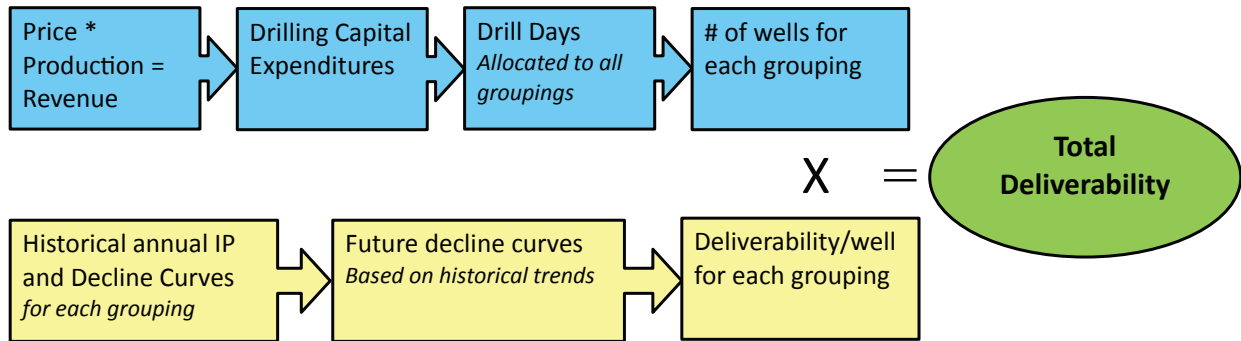 Price *
Production =
Revenue
Drilling Capital
Expenditures
Drill Days
Allocated to all
groupings
# of wells for
each grouping
X =
Total
Deliverability
Historical annual IP
and Decline Curves
for each grouping
Future decline curves
Based on historical trends
Deliverability/well
for each grouping